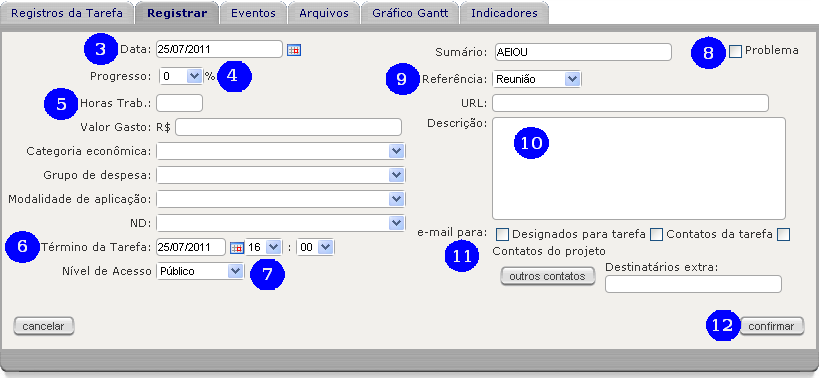 Registros da Tarefa Registrar Eventos Arquivos Gráfico Gantt Indicadores
3 Data: 25/07/2011
Progresso: 0 % 4
5 Horas Trab.:
Valor Gasto: R$
Categoria econômica:
Grupo de despesa:
Modalidade de aplicação:
ND:
6 Término da Tarefa: 25/07/2011 16 : 00
Nível de Acesso Público 7
cancelar
Sumário: AEIOU
8 Problema
9 Referência: Reunião
URL:
Descrição:
10
e-mail para: Designados para tarefa Contatos da tarefa
11 Contatos do projeto
outros contatos Destinatários extra:
12 confirmar